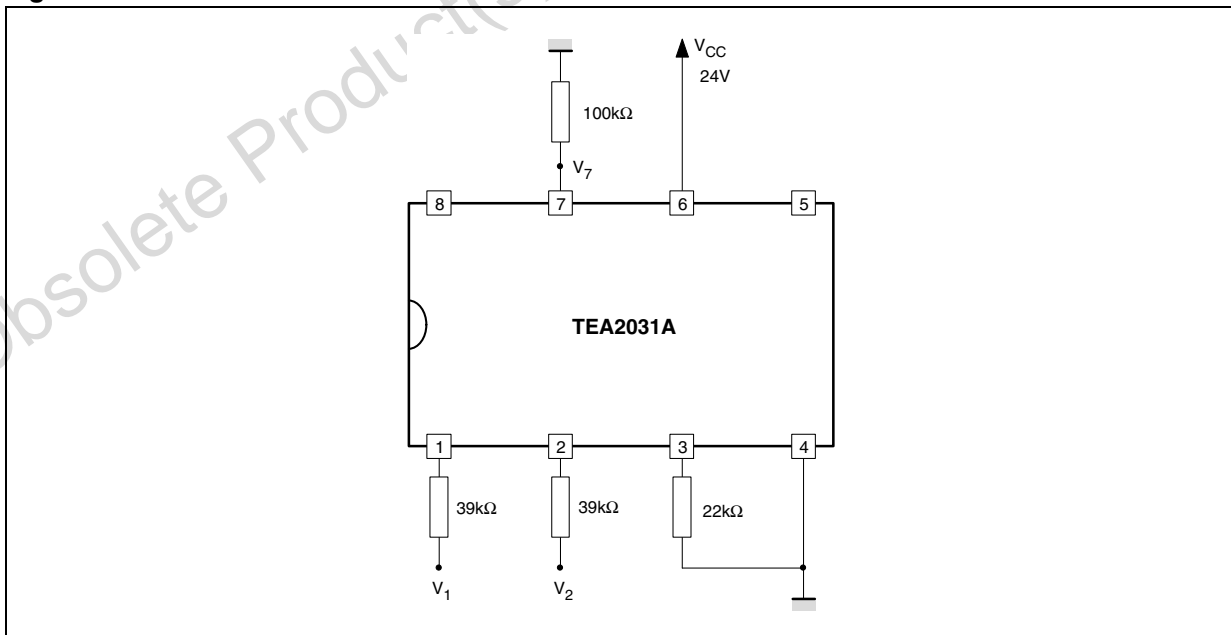 Obsolete Product(s)
V_CC
24V
100kΩ
V_7
8 7 6 5
TEA2031A
1 2 3 4
39kΩ 39kΩ 22kΩ
V_1 V_2